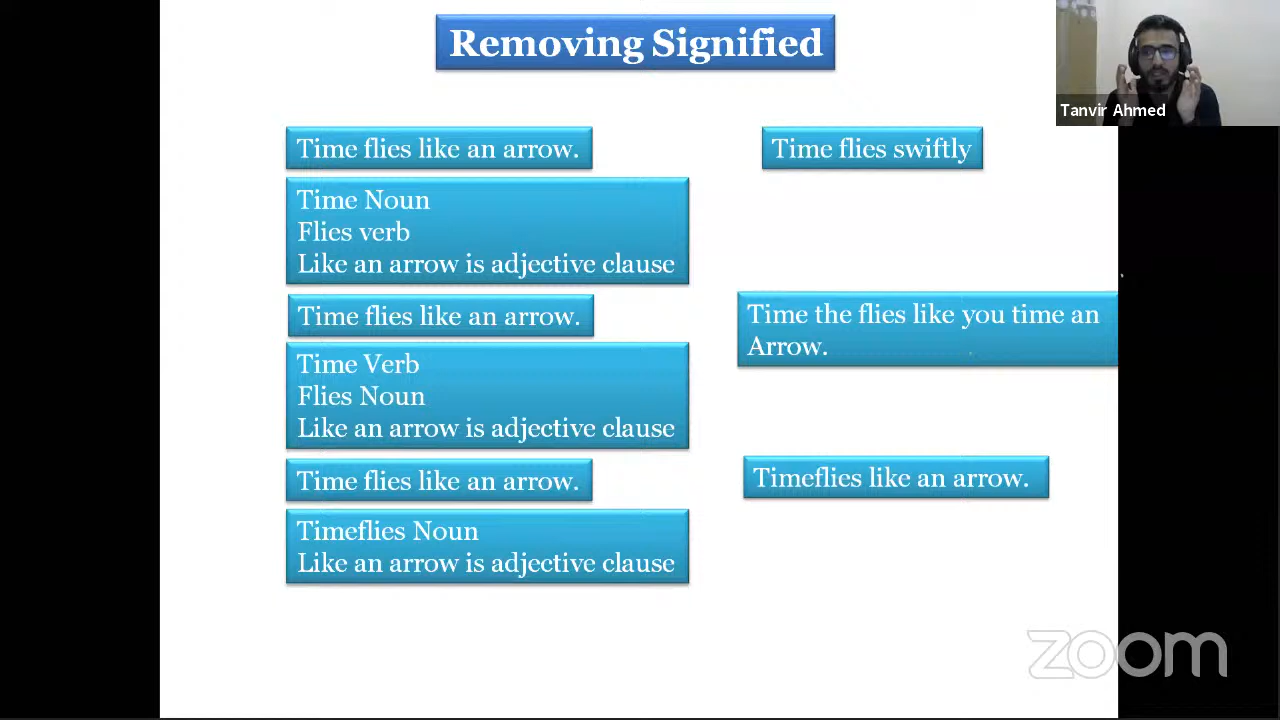 Removing Signified
Tanvir Ahmed
Time flies like an arrow.
Time flies swiftly
Time Noun
Flies verb
Like an arrow is adjective clause
Time flies like an arrow.
Time the flies like you time an
Arrow.
Time Verb
Flies Noun
Like an arrow is adjective clause
Time flies like an arrow.
Timeflies like an arrow.
Timeflies Noun
Like an arrow is adjective clause
zoom